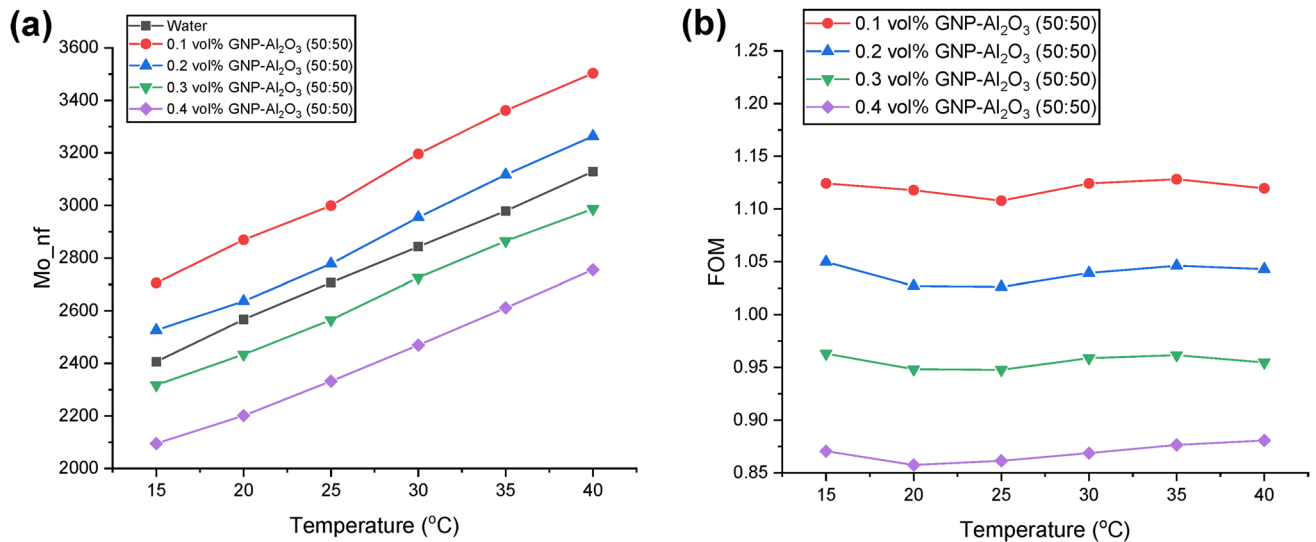 (a)
Water
0.1 vol% GNP-Al₂O₃ (50:50)
0.2 vol% GNP-Al₂O₃ (50:50)
0.3 vol% GNP-Al₂O₃ (50:50)
0.4 vol% GNP-Al₂O₃ (50:50)
3600
3400
3200
3000
2800
2600
2400
2200
2000
Mo_nf
15 20 25 30 35 40
Temperature (°C)
(b)
0.1 vol% GNP-Al₂O₃ (50:50)
0.2 vol% GNP-Al₂O₃ (50:50)
0.3 vol% GNP-Al₂O₃ (50:50)
0.4 vol% GNP-Al₂O₃ (50:50)
1.25
1.20
1.15
1.10
1.05
1.00
0.95
0.90
0.85
FOM
15 20 25 30 35 40
Temperature (°C)